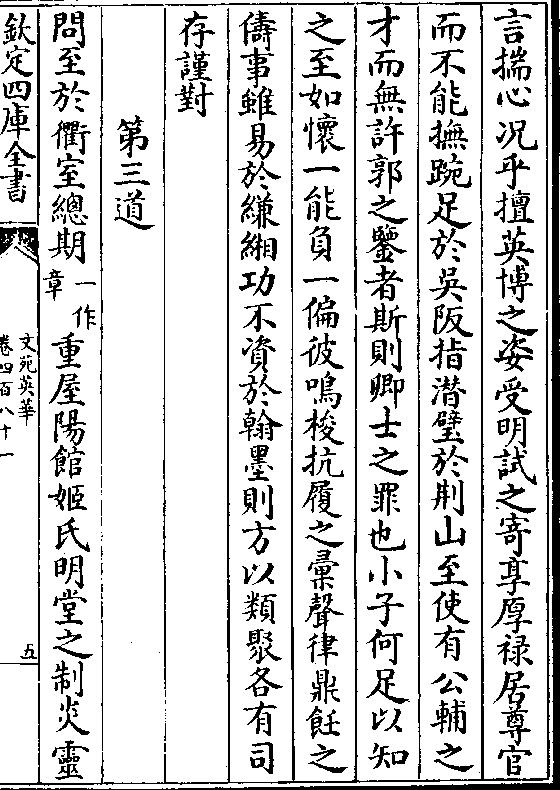 言揣心况乎擅英博之姿受明試之寄享厚禄居尊官
而不能撫踠足於吳阪指潜璧於荆山至使有公輔之
才而無許郭之鑒者斯則卿士之罪也小子何足以知
之至如懷一能負一偏彼鳴梭抗履之彙聲律鼎飪之
儔事雖易於縑緗功不資於翰墨則方以類聚各有司
存謹對
第三道
問至於衢室總期一作章重屋陽館姬氏明堂之制炎靈
欽定四庫全書
文苑英華
卷四百八十一
五